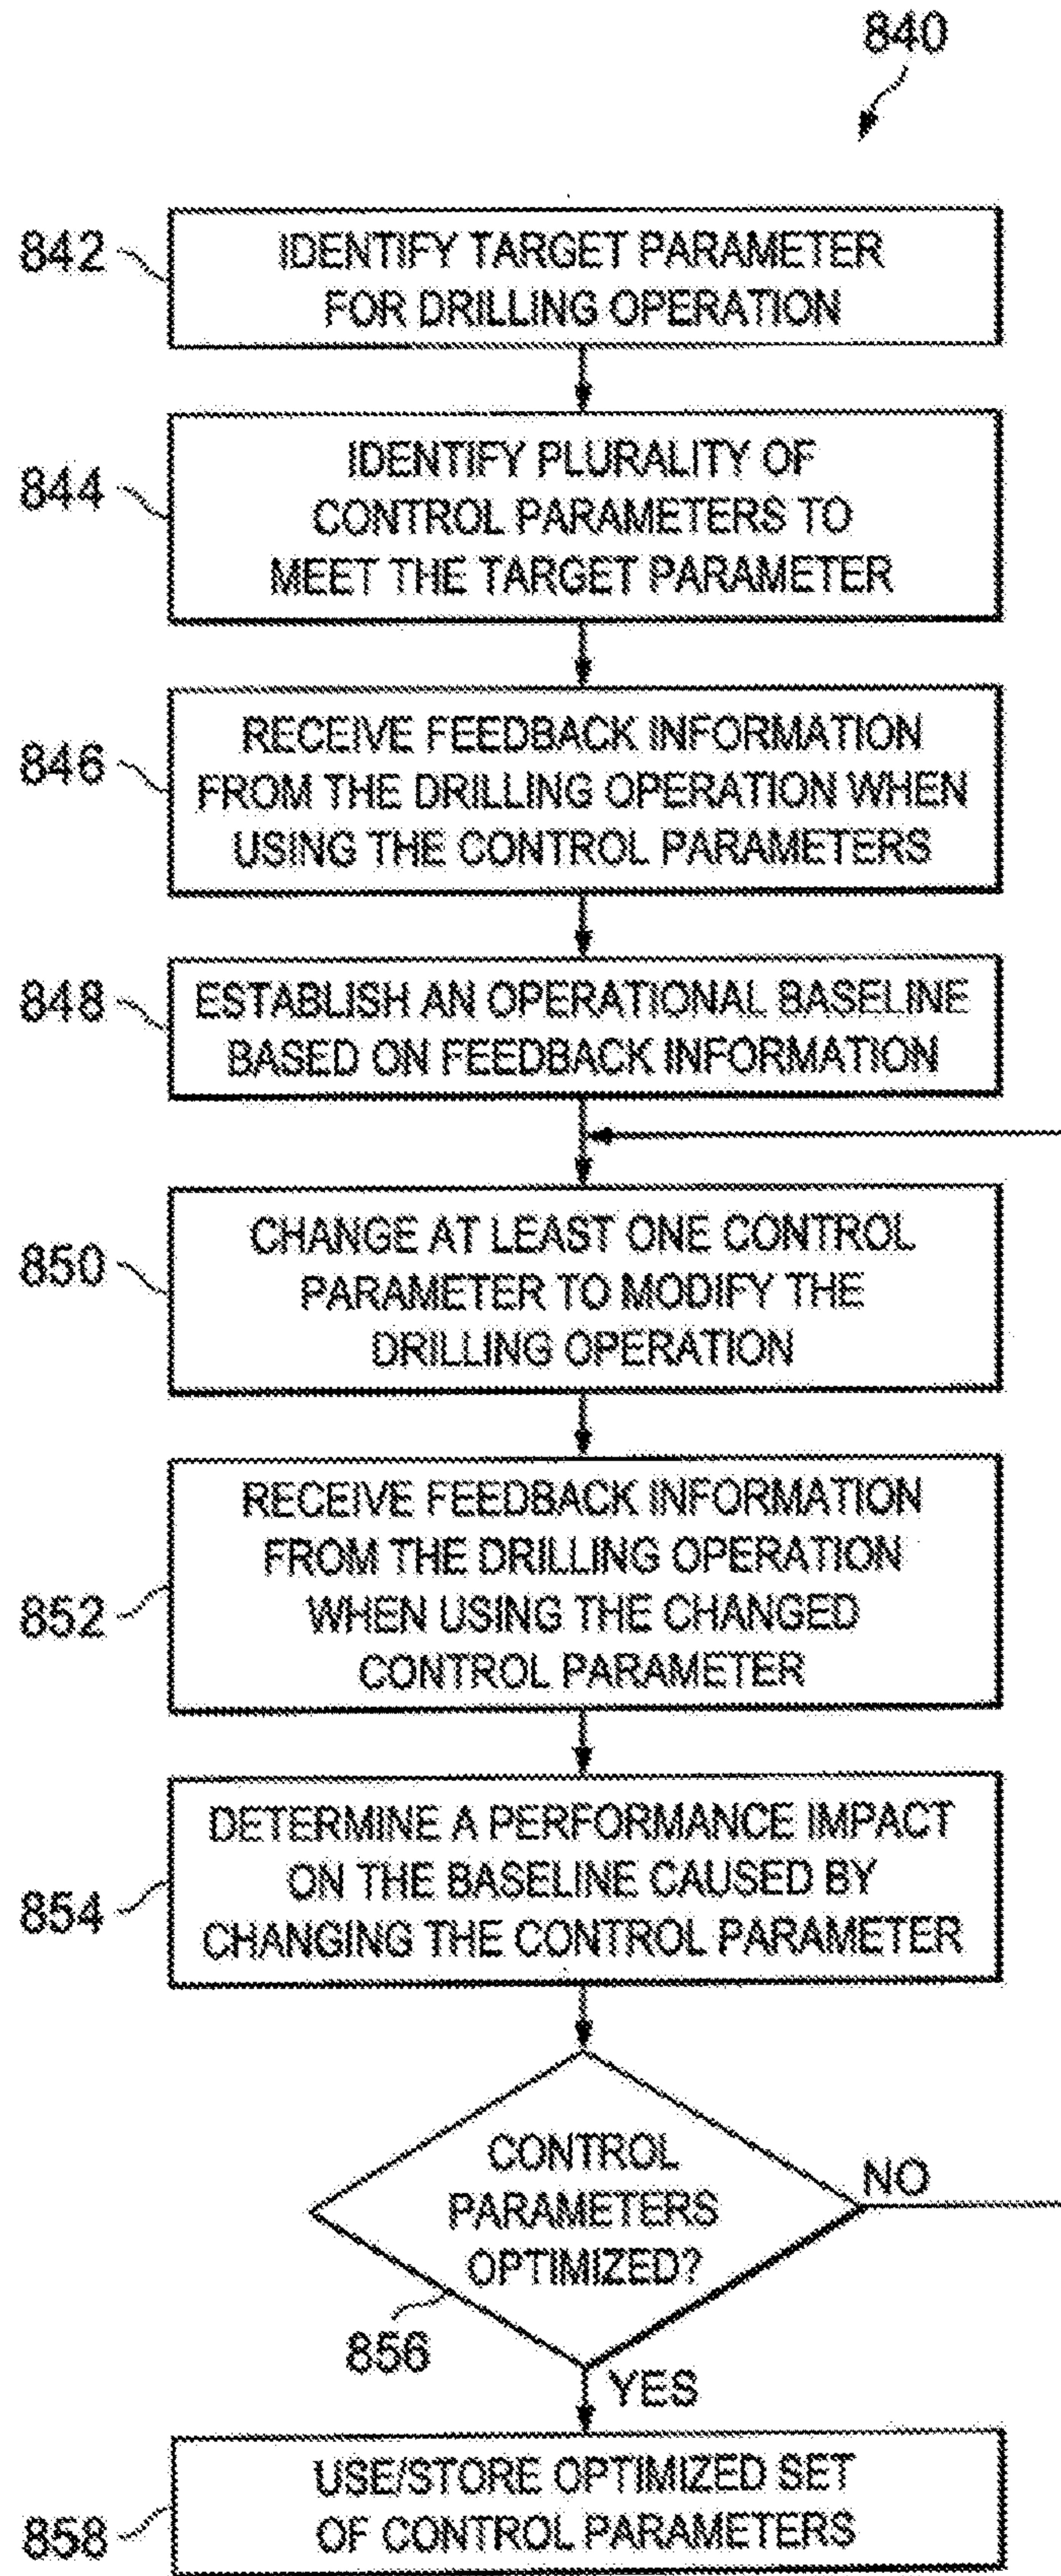 840
842
IDENTIFY TARGET PARAMETER
FOR DRILLING OPERATION
844
IDENTIFY PLURALITY OF
CONTROL PARAMETERS TO
MEET THE TARGET PARAMETER
846
RECEIVE FEEDBACK INFORMATION
FROM THE DRILLING OPERATION WHEN
USING THE CONTROL PARAMETERS
848
ESTABLISH AN OPERATIONAL BASELINE
BASED ON FEEDBACK INFORMATION
850
CHANGE AT LEAST ONE CONTROL
PARAMETER TO MODIFY THE
DRILLING OPERATION
852
RECEIVE FEEDBACK INFORMATION
FROM THE DRILLING OPERATION
WHEN USING THE CHANGED
CONTROL PARAMETER
854
DETERMINE A PERFORMANCE IMPACT
ON THE BASELINE CAUSED BY
CHANGING THE CONTROL PARAMETER
CONTROL
PARAMETERS
OPTIMIZED?
NO
856
YES
858
USE/STORE OPTIMIZED SET
OF CONTROL PARAMETERS